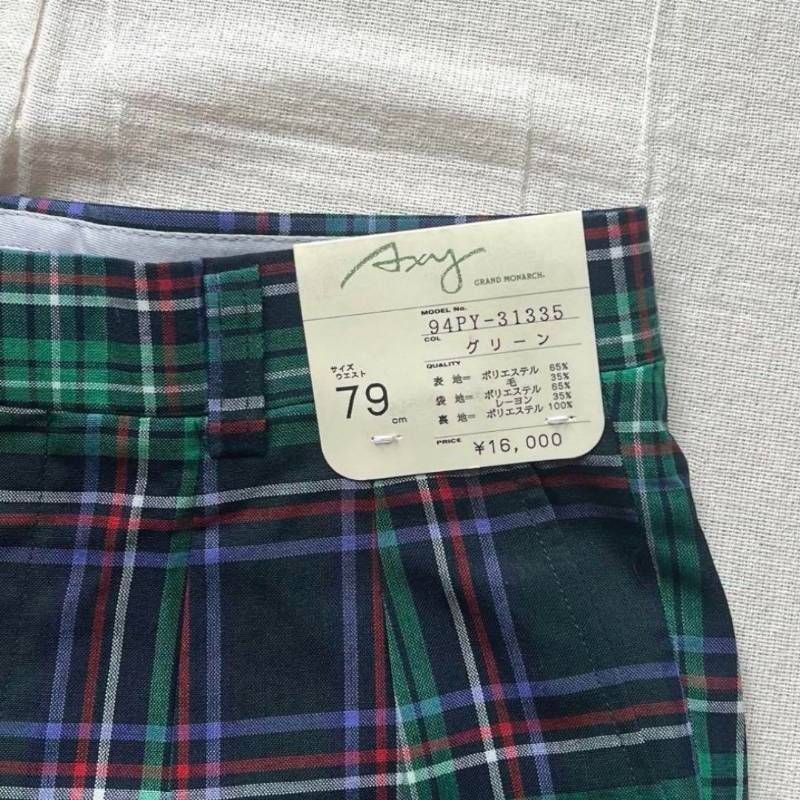 Axy
GRAND MONARCH.
MODEL No. 94PY-31335
COL グリーン
サイズ
ウエスト
79 cm
QUALITY
表 地＝ ポリエステル 65%
毛 35%
袋 地＝ ポリエステル 65%
レーヨン 35%
裏 地＝ ポリエステル 100%
PRICE ¥16,000